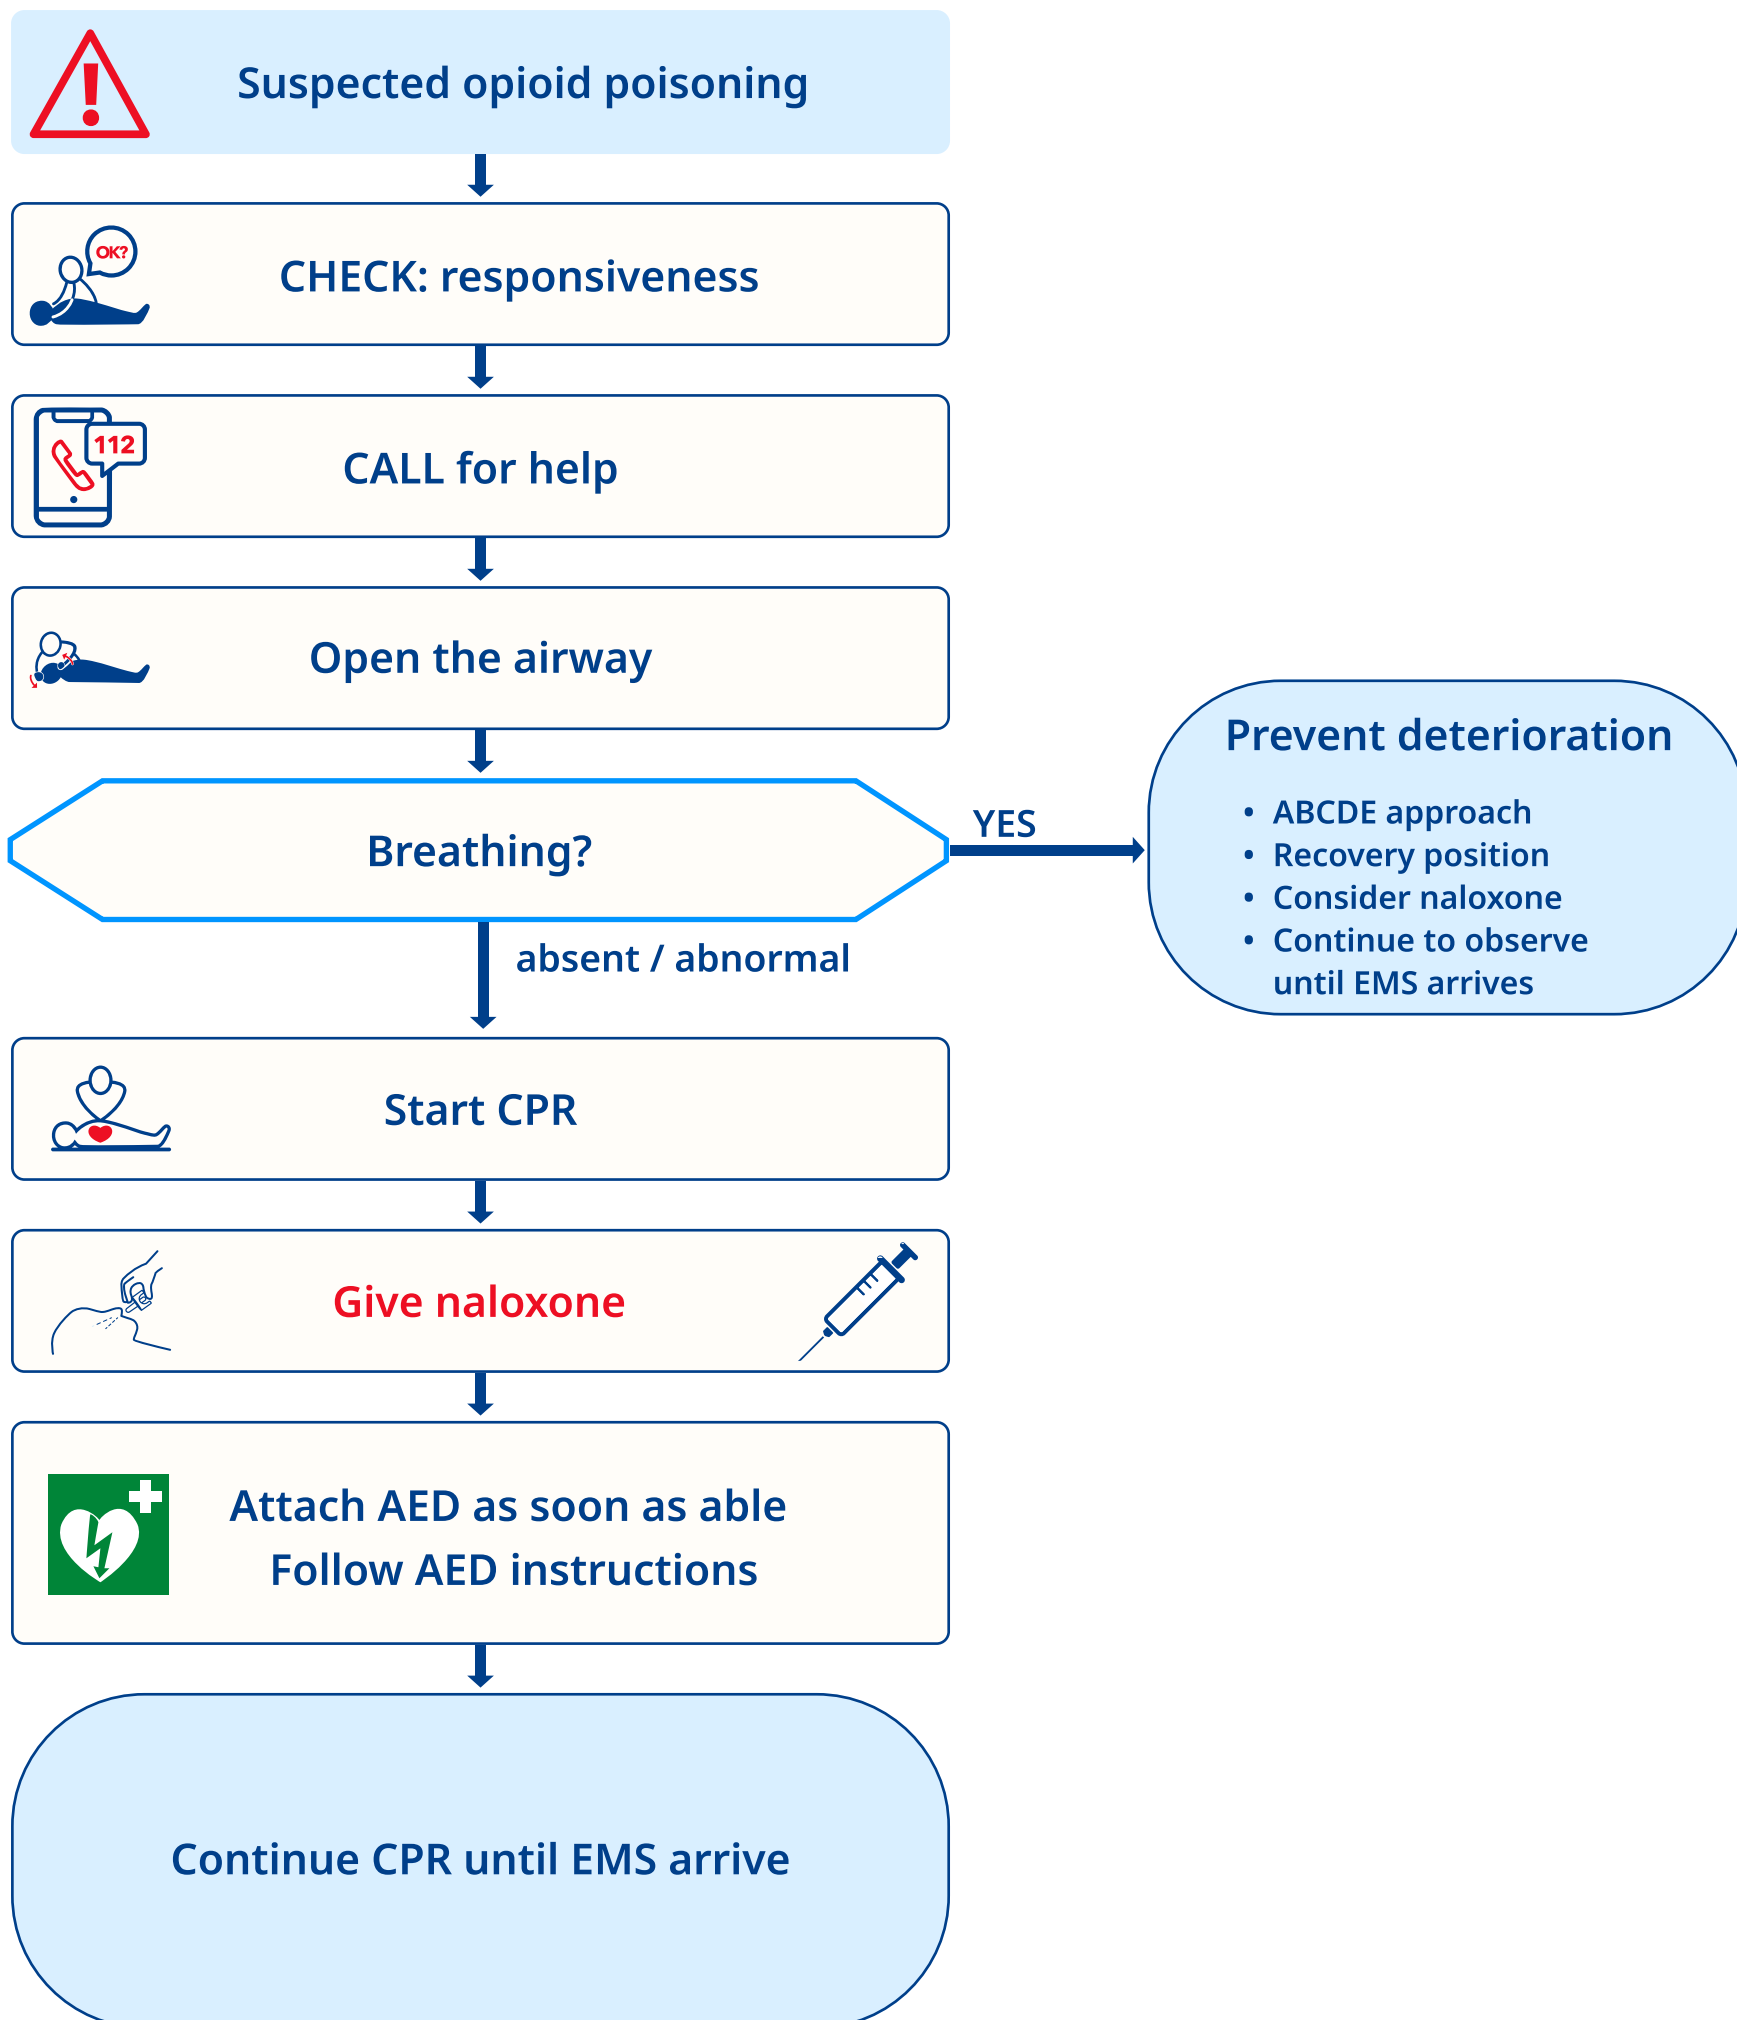 Suspected opioid poisoning
OK?
CHECK: responsiveness
112
CALL for help
Open the airway
Breathing?
YES
Prevent deterioration
• ABCDE approach
• Recovery position
• Consider naloxone
• Continue to observe
until EMS arrives
absent / abnormal
Start CPR
Give naloxone
Attach AED as soon as able
Follow AED instructions
Continue CPR until EMS arrive